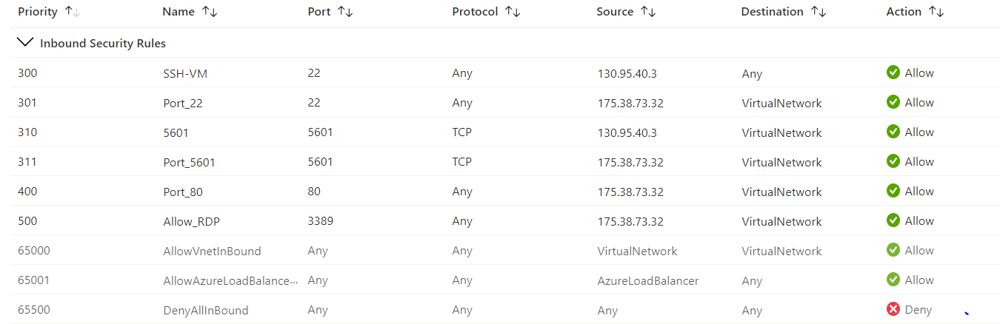 Priority Name Port Protocol Source Destination Action
Inbound Security Rules
300 SSH-VM 22 Any 130.95.40.3 Any Allow
301 Port_22 22 Any 175.38.73.32 VirtualNetwork Allow
310 5601 5601 TCP 130.95.40.3 VirtualNetwork Allow
311 Port_5601 5601 TCP 175.38.73.32 VirtualNetwork Allow
400 Port_80 80 Any 175.38.73.32 VirtualNetwork Allow
500 Allow_RDP 3389 Any 175.38.73.32 VirtualNetwork Allow
65000 AllowVnetInBound Any Any VirtualNetwork VirtualNetwork Allow
65001 AllowAzureLoadBalance... Any Any AzureLoadBalancer Any Allow
65500 DenyAllInBound Any Any Any Any Deny